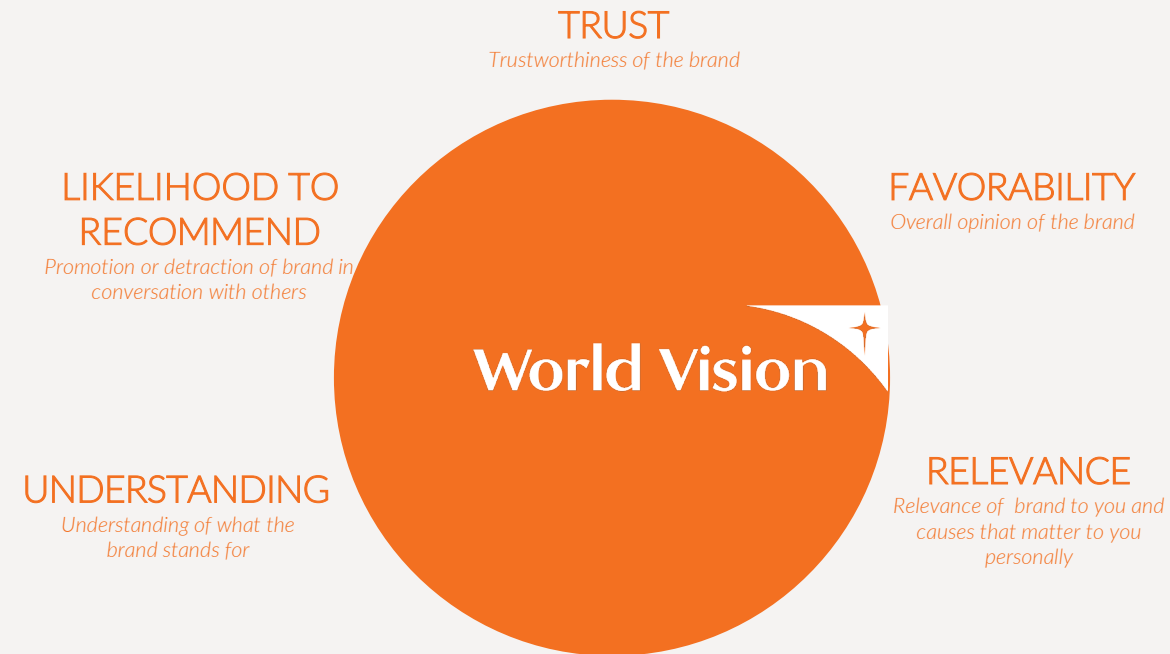 TRUST
Trustworthiness of the brand
LIKELIHOOD TO
RECOMMEND
Promotion or detraction of brand in
conversation with others
FAVORABILITY
Overall opinion of the brand
World Vision
UNDERSTANDING
Understanding of what the
brand stands for
RELEVANCE
Relevance of  brand to you and
causes that matter to you
personally